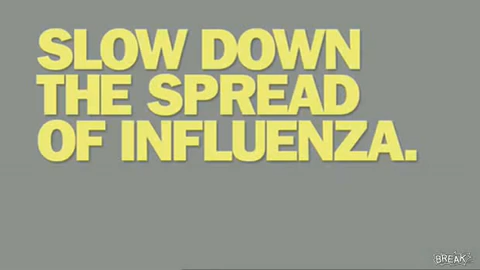 SLOW DOWN
THE SPREAD
OF INFLUENZA.
BREAK